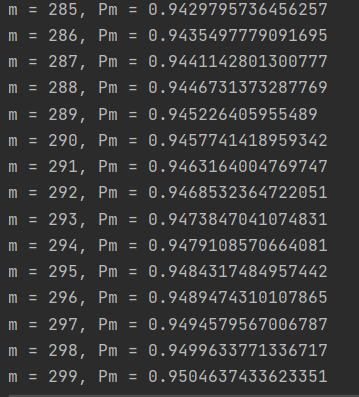 m = 285, Pm = 0.9429795736456257
m = 286, Pm = 0.9435497779091695
m = 287, Pm = 0.9441142801300777
m = 288, Pm = 0.9446731373287769
m = 289, Pm = 0.945226405955489
m = 290, Pm = 0.9457741418959342
m = 291, Pm = 0.9463164004769747
m = 292, Pm = 0.9468532364722051
m = 293, Pm = 0.9473847041074831
m = 294, Pm = 0.9479108570664081
m = 295, Pm = 0.9484317484957442
m = 296, Pm = 0.9489474310107865
m = 297, Pm = 0.9494579567006787
m = 298, Pm = 0.9499633771336717
m = 299, Pm = 0.9504637433623351